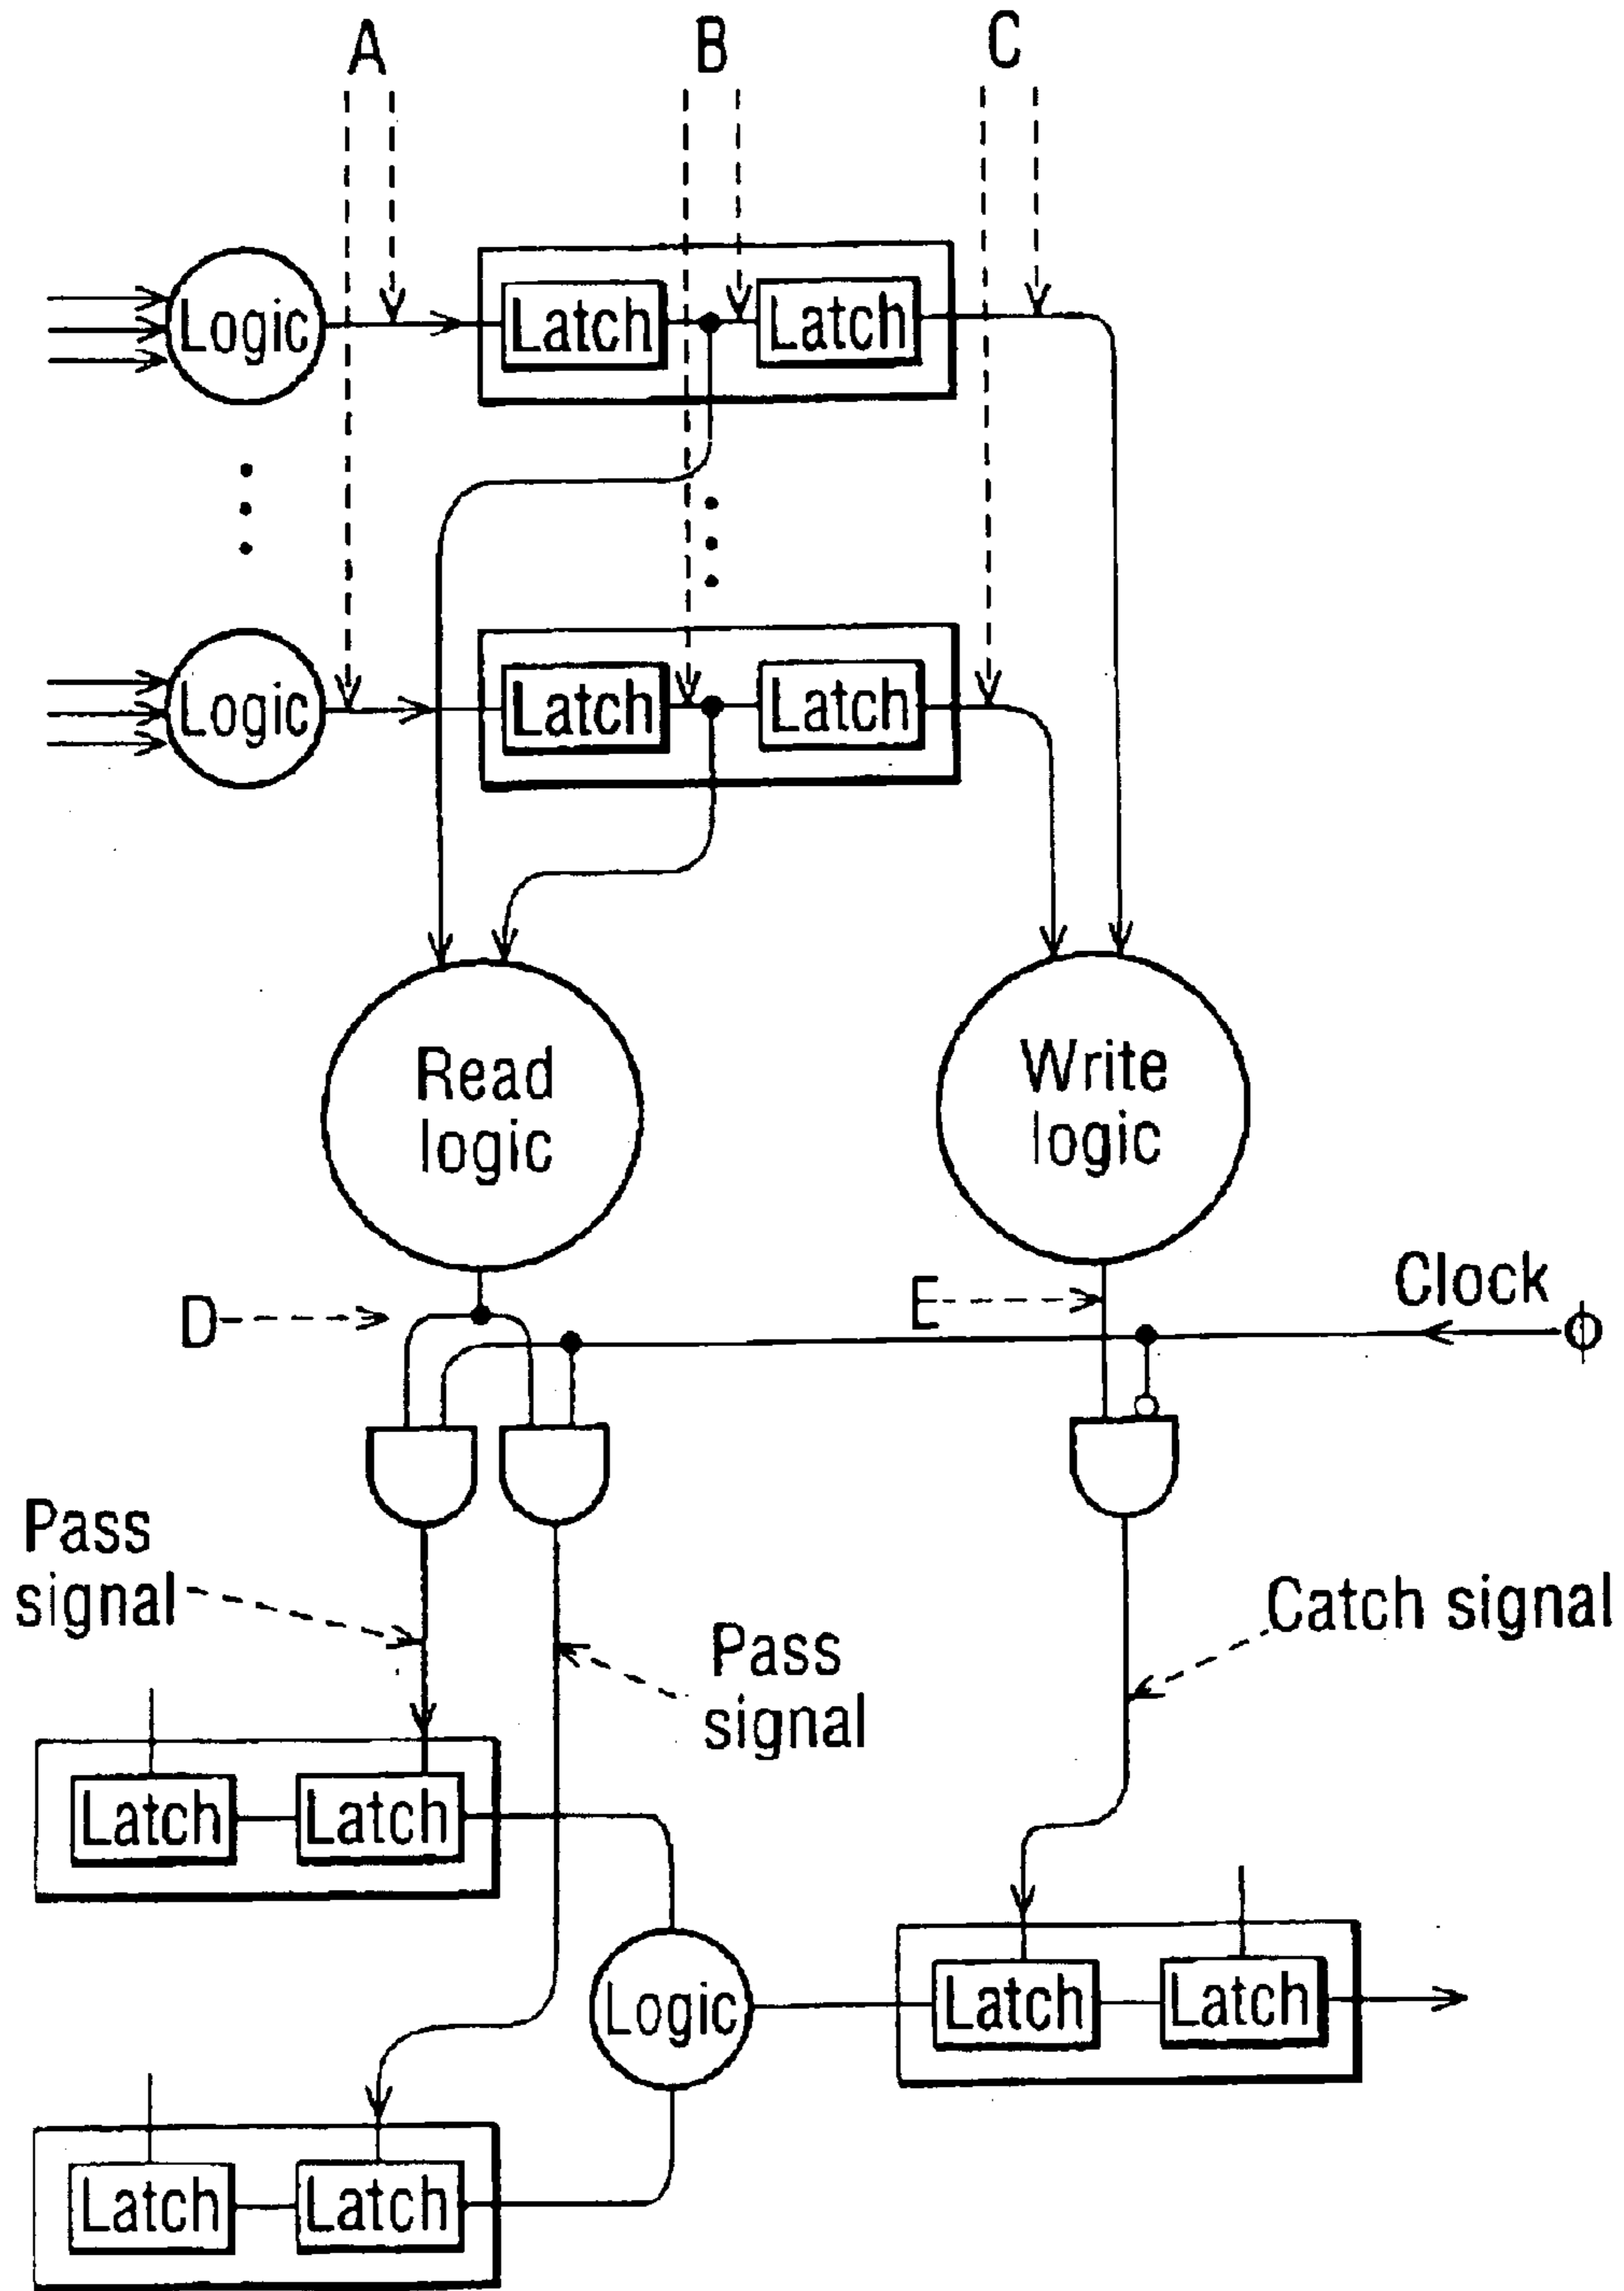 A
B
C
Logic
Latch
Latch
Logic
Latch
Latch
Read
logic
Write
logic
D
E
Clock
ϕ
Pass
signal
Pass
signal
Catch signal
Latch
Latch
Logic
Latch
Latch
Latch
Latch